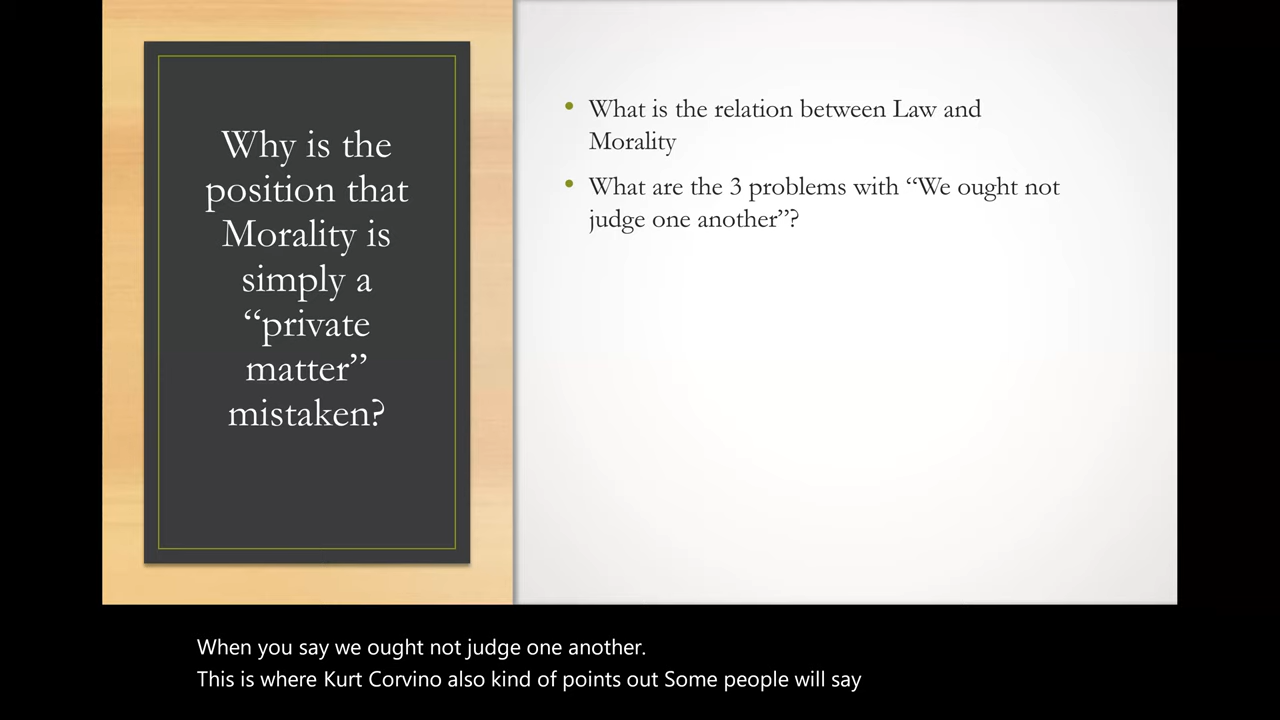 Why is the
position that
Morality is
simply a
“private
matter”
mistaken?
• What is the relation between Law and
Morality
• What are the 3 problems with “We ought not
judge one another”?
When you say we ought not judge one another.
This is where Kurt Corvino also kind of points out Some people will say